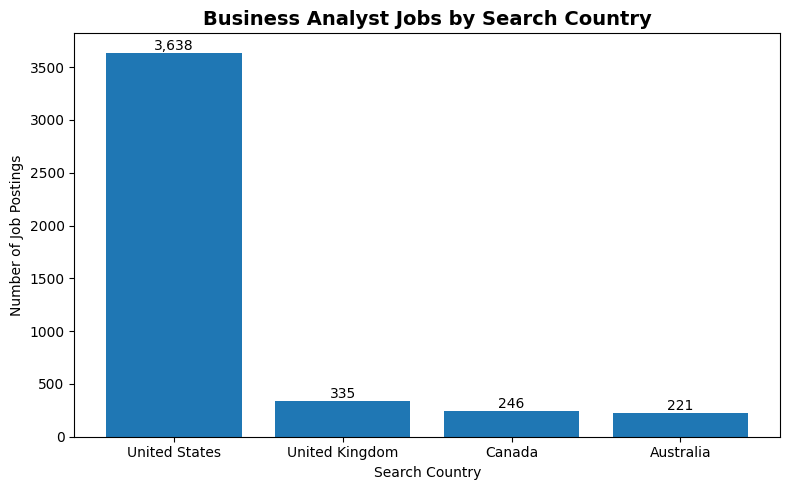 Business Analyst Jobs by Search Country
3,638
335
246
221
3500
3000
2500
2000
1500
1000
500
0
Number of Job Postings
United States
United Kingdom
Canada
Australia
Search Country